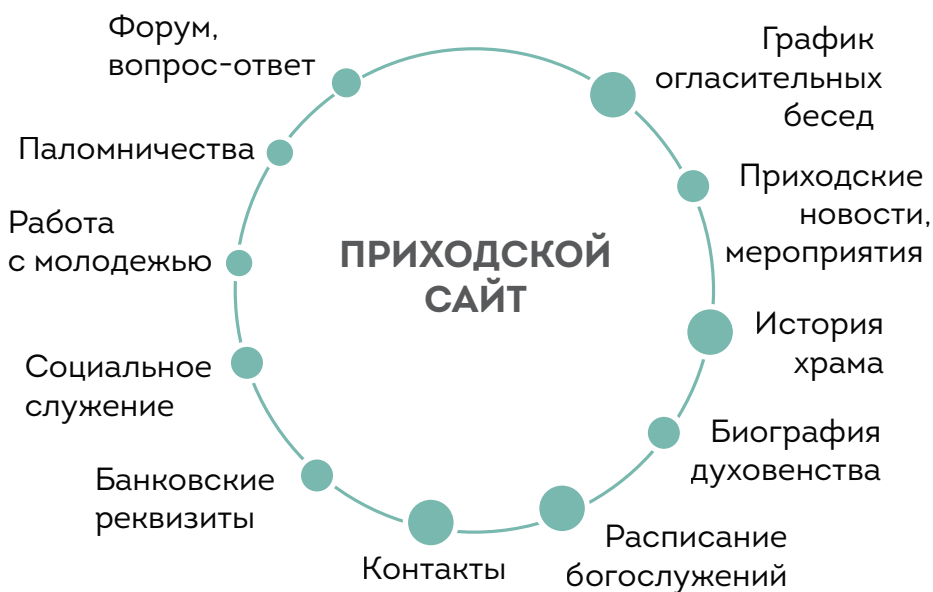 ПРИХОДСКОЙ
САЙТ
График
огласительных
бесед
Приходские
новости,
мероприятия
История
храма
Биография
духовенства
Расписание
богослужений
Контакты
Банковские
реквизиты
Социальное
служение
Работа
с молодежью
Паломничества
Форум,
вопрос-ответ